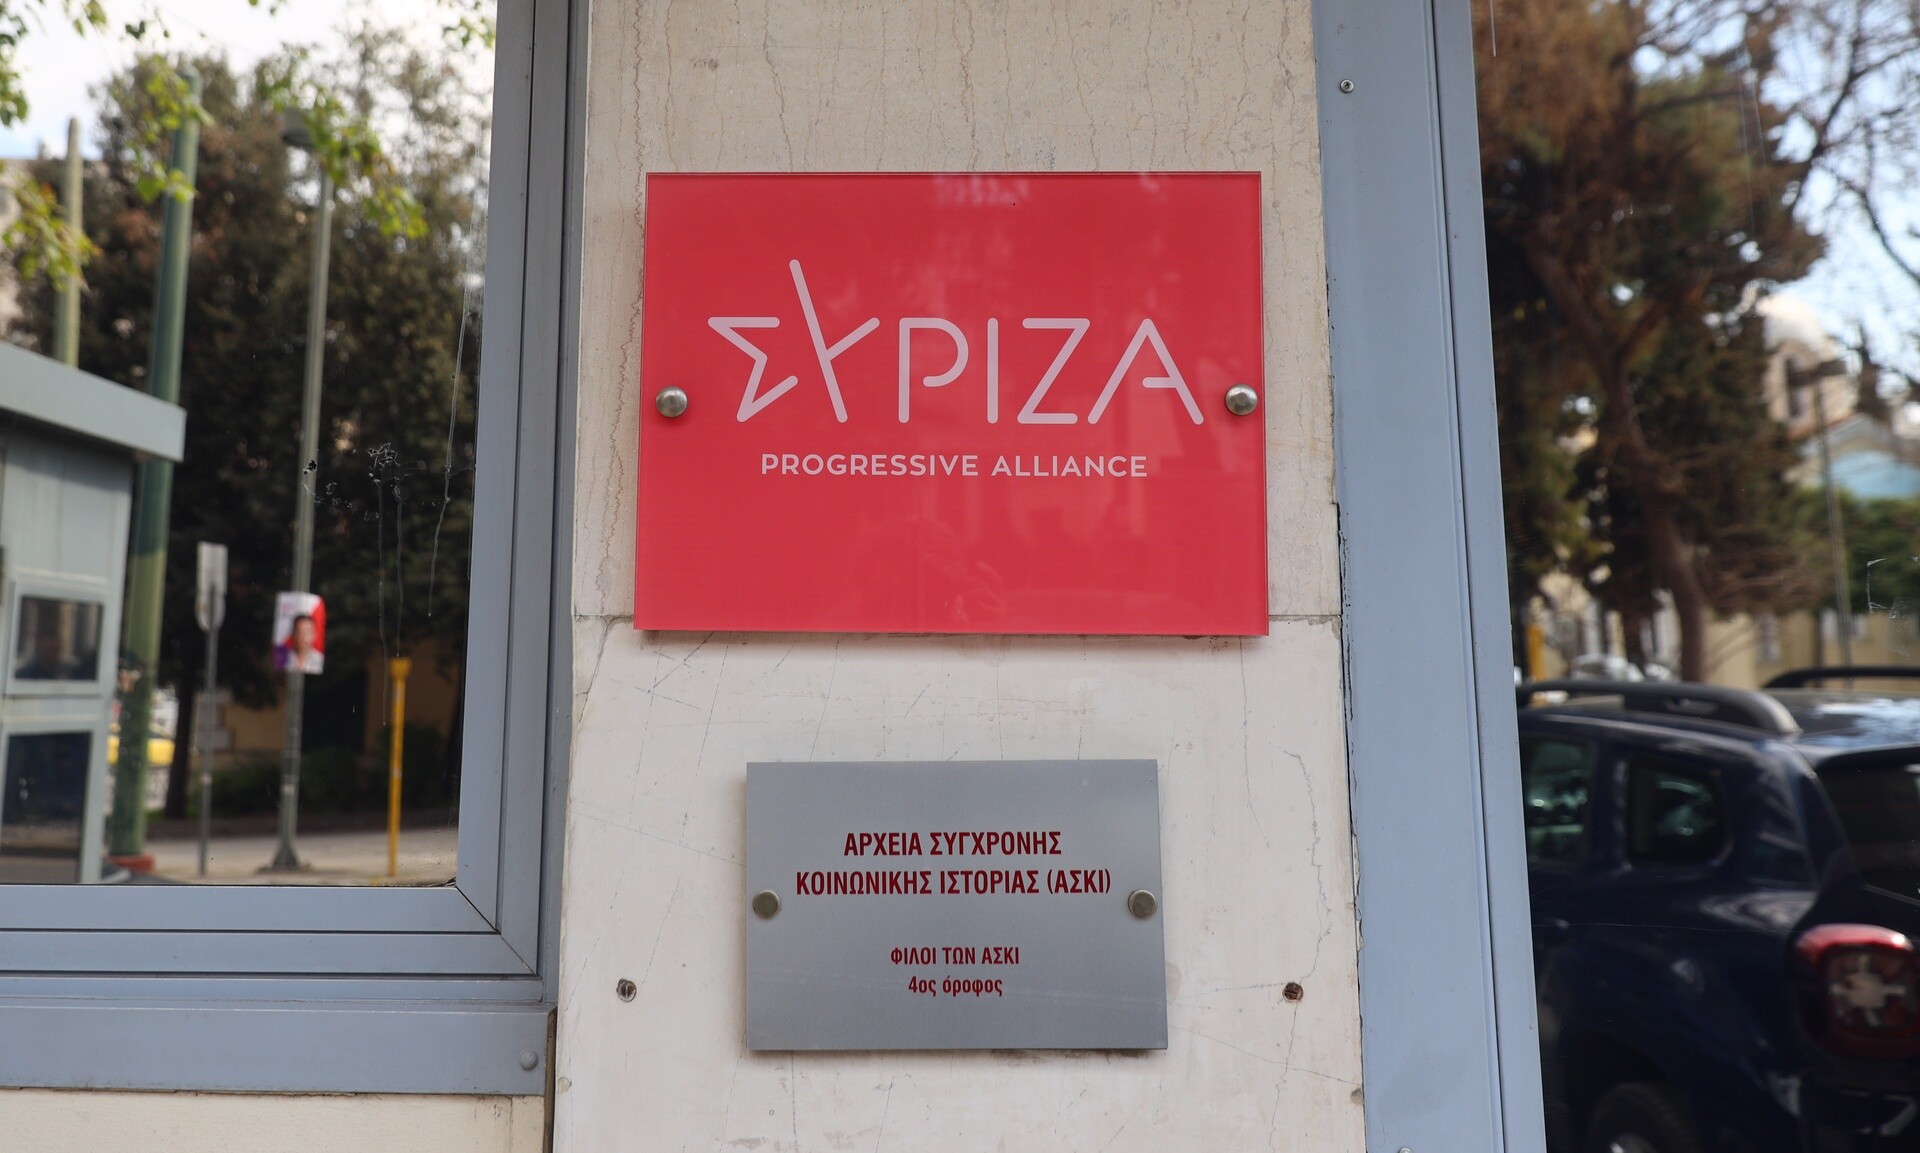 ΣΥΡΙΖΑ
PROGRESSIVE ALLIANCE
ΑΡΧΕΙΑ ΣΥΓΧΡΟΝΗΣ
ΚΟΙΝΩΝΙΚΗΣ ΙΣΤΟΡΙΑΣ (ΑΣΚΙ)
ΦΙΛΟΙ ΤΩΝ ΑΣΚΙ
4ος όροφος